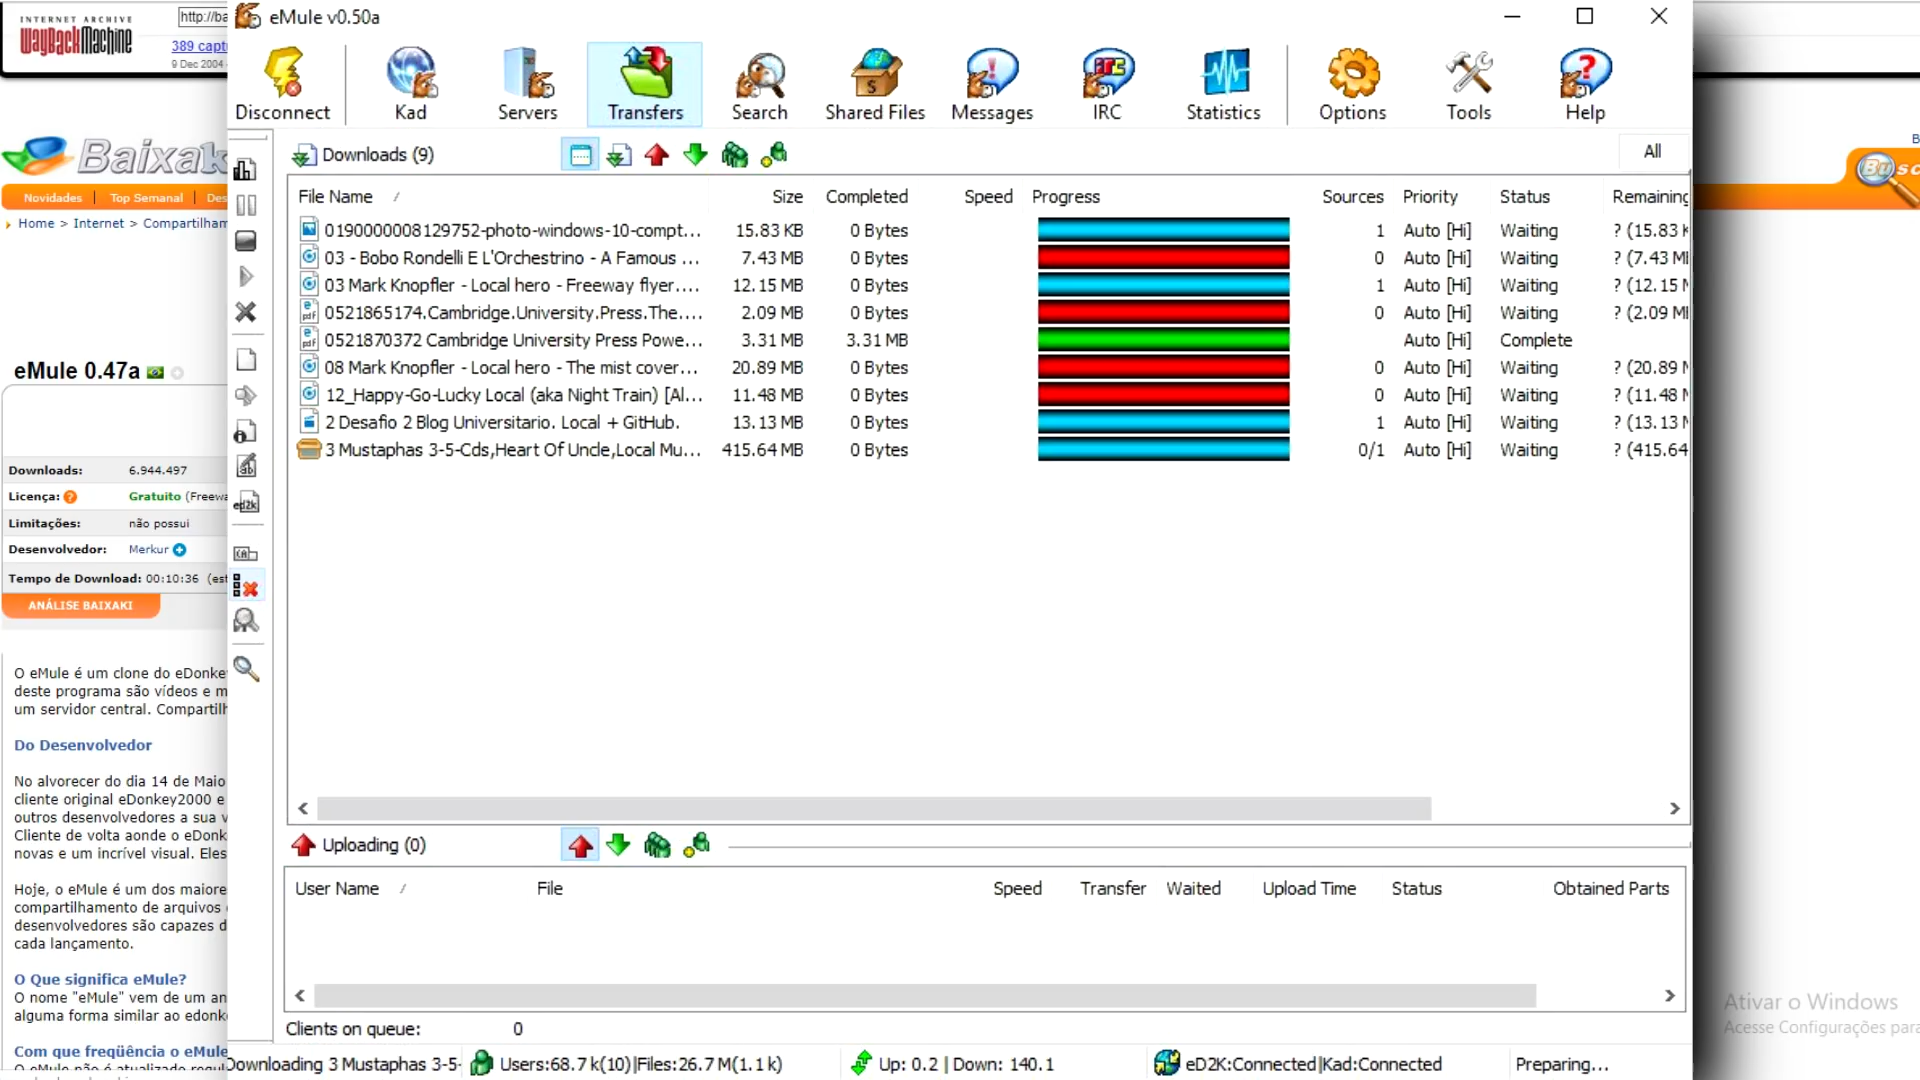 INTERNET ARCHIVE
WayBackMachine
http://ba
389 capt
9 Dec 2004
Baixak
Novidades | Top Semanal | Des
Home > Internet > Compartilham
eMule 0.47a
Downloads: 6.944.497
Licença: Gratuito (Freewa
Limitações: não possui
Desenvolvedor: Merkur
Tempo de Download: 00:10:36 (est
ANÁLISE BAIXAKI
O eMule é um clone do eDonke
deste programa são vídeos e m
um servidor central. Compartilh
Do Desenvolvedor
No alvorecer do dia 14 de Maio
cliente original eDonkey2000 e
outros desenvolvedores a sua v
Cliente de volta aonde o eDonk
novas e um incrível visual. Eles
Hoje, o eMule é um dos maiore
compartilhamento de arquivos
desenvolvedores são capazes d
cada lançamento.
O Que significa eMule?
O nome "eMule" vem de um an
alguma forma similar ao edonk
Com que freqüência o eMule
eMule v0.50a
Disconnect Kad Servers Transfers Search Shared Files Messages IRC Statistics Options Tools Help
Downloads (9) All
File Name / Size Completed Speed Progress Sources Priority Status Remaining
0190000008129752-photo-windows-10-compt... 15.83 KB 0 Bytes 1 Auto [Hi] Waiting ? (15.83 K
03 - Bobo Rondelli E L'Orchestrino - A Famous ... 7.43 MB 0 Bytes 0 Auto [Hi] Waiting ? (7.43 MI
03 Mark Knopfler - Local hero - Freeway flyer.... 12.15 MB 0 Bytes 1 Auto [Hi] Waiting ? (12.15 M
0521865174.Cambridge.University.Press.The.... 2.09 MB 0 Bytes 0 Auto [Hi] Waiting ? (2.09 MI
0521870372 Cambridge University Press Powe... 3.31 MB 3.31 MB Auto [Hi] Complete
08 Mark Knopfler - Local hero - The mist cover... 20.89 MB 0 Bytes 0 Auto [Hi] Waiting ? (20.89 M
12_Happy-Go-Lucky Local (aka Night Train) [Al... 11.48 MB 0 Bytes 0 Auto [Hi] Waiting ? (11.48 M
2 Desafio 2 Blog Universitario. Local + GitHub. 13.13 MB 0 Bytes 1 Auto [Hi] Waiting ? (13.13 M
3 Mustaphas 3-5-Cds,Heart Of Uncle,Local Mu... 415.64 MB 0 Bytes 0/1 Auto [Hi] Waiting ? (415.64
Uploading (0)
User Name / File Speed Transfer Waited Upload Time Status Obtained Parts
Clients on queue: 0
Downloading 3 Mustaphas 3-5- Users:68.7 k(10)|Files:26.7 M(1.1 k) Up: 0.2 | Down: 140.1 eD2K:Connected|Kad:Connected Preparing...
B
Busc
Ativar o Windows
Acesse Configurações para